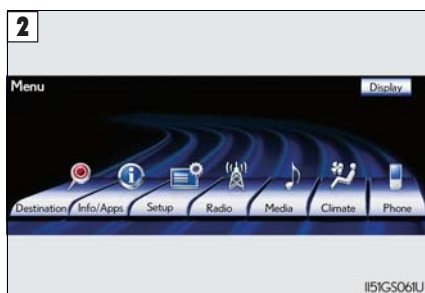 2
Menu Display
Destination Info/Apps Setup Radio Media Climate Phone
II51GS061U